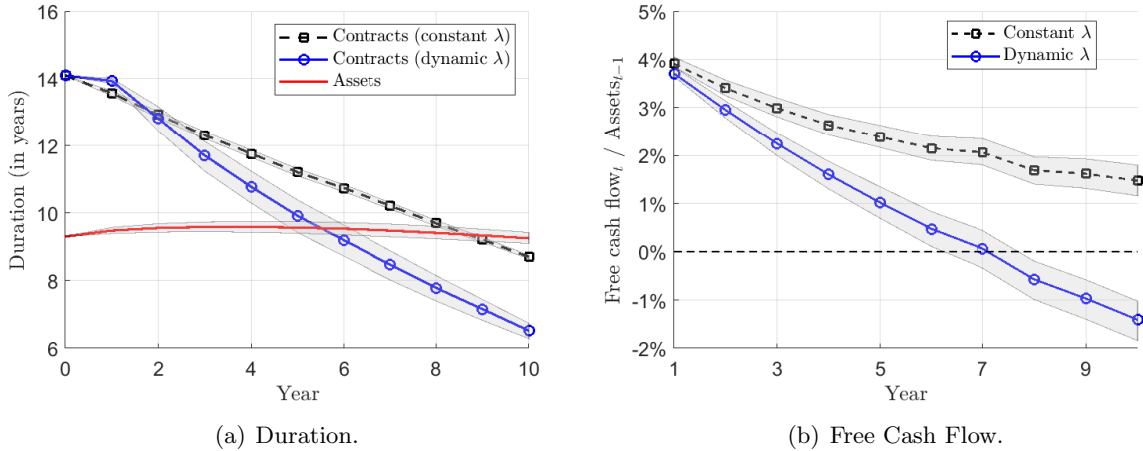 16
14
12
10
8
6
Duration (in years)
Contracts (constant λ)
Contracts (dynamic λ)
Assets
0
2
4
6
8
10
Year
(a) Duration.
5%
4%
3%
2%
1%
0%
-1%
-2%
Free cash flow_t / Assets_{t−1}
Constant λ
Dynamic λ
1
3
5
7
9
Year
(b) Free Cash Flow.